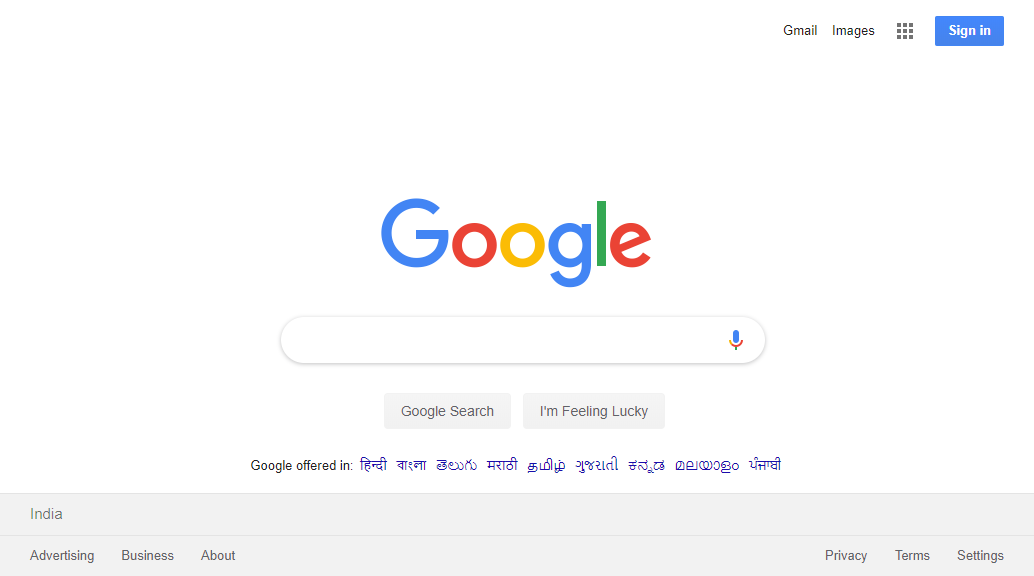 Gmail Images Sign in
Google
Google Search I'm Feeling Lucky
Google offered in: हिन्दी বাংলা తెలుగు मराठी தமிழ் ગુજરાતી ಕನ್ನಡ മലയാളം ਪੰਜਾਬੀ
India
Advertising Business About Privacy Terms Settings